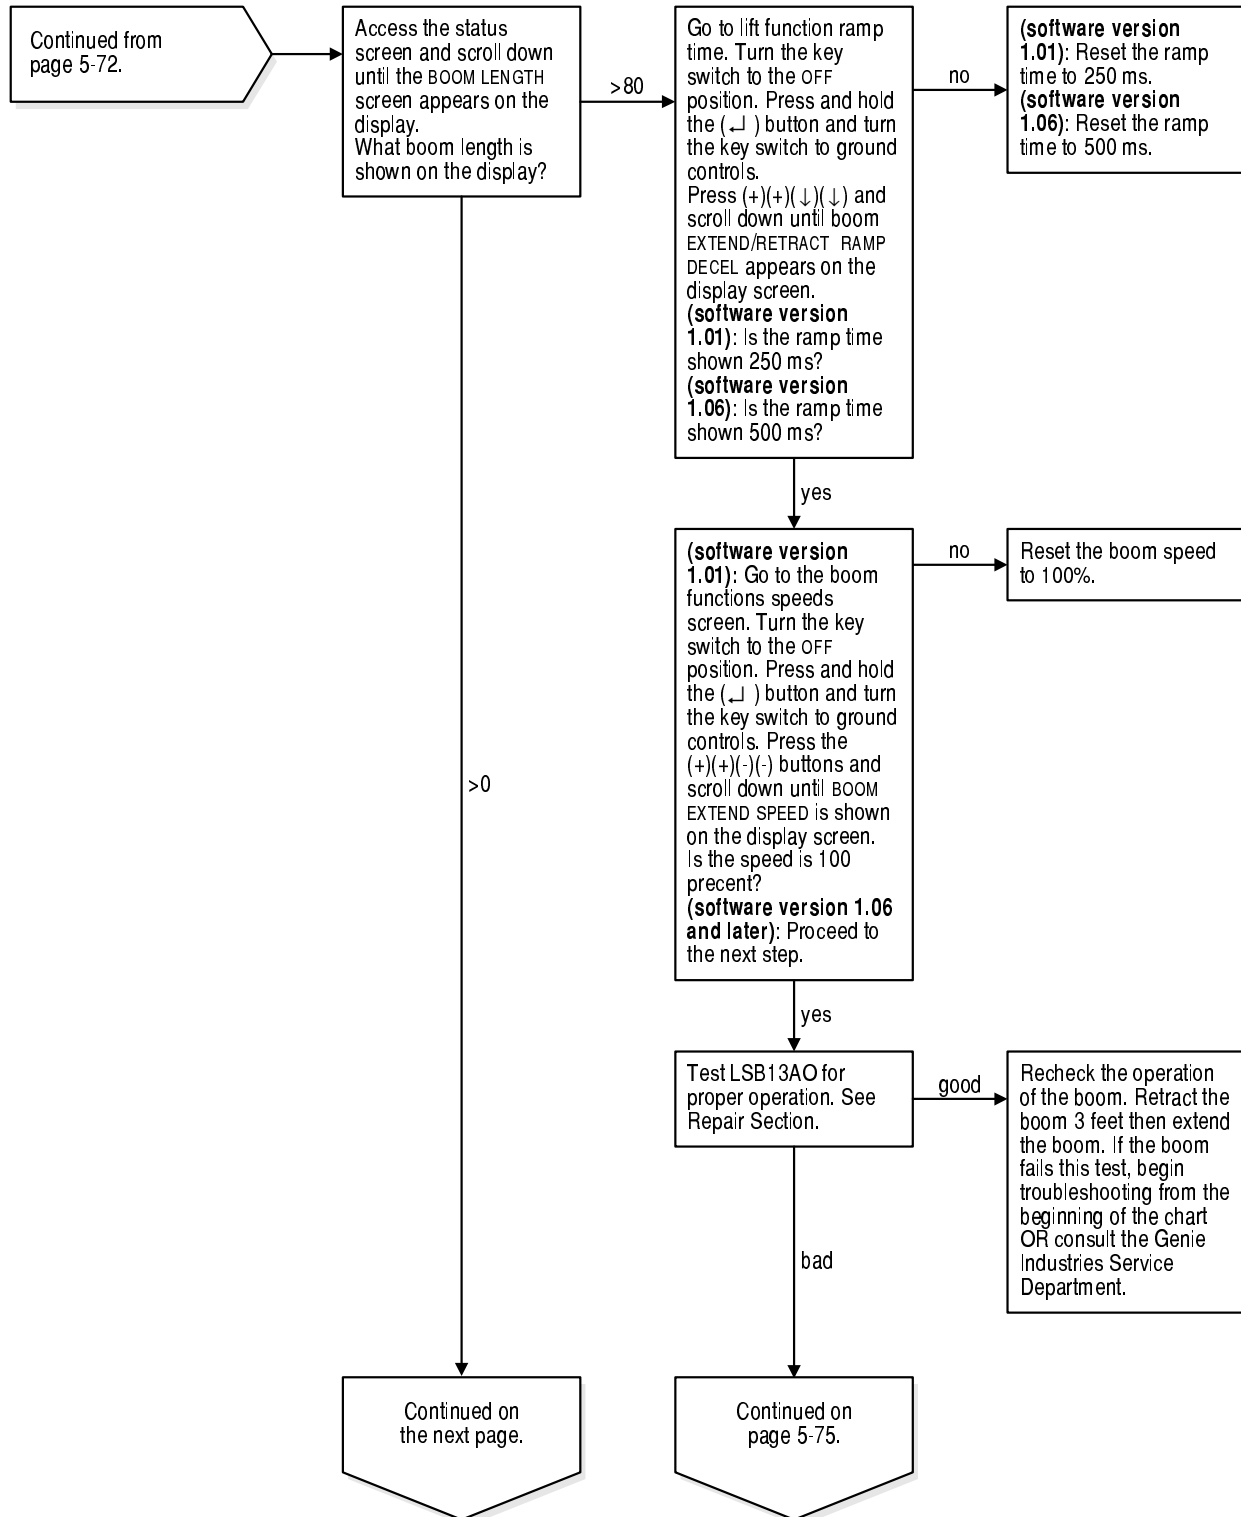 Continued from
page 5-72.
Access the status
screen and scroll down
until the BOOM LENGTH
screen appears on the
display.
What boom length is
shown on the display?
>80
Go to lift function ramp
time. Turn the key
switch to the OFF
position. Press and hold
the (↵) button and turn
the key switch to ground
controls.
Press (+)(+)(↓)(↓) and
scroll down until boom
EXTEND/RETRACT RAMP
DECEL appears on the
display screen.
(software version
1.01): Is the ramp time
shown 250 ms?
(software version
1.06): Is the ramp time
shown 500 ms?
no
(software version
1.01): Reset the ramp
time to 250 ms.
(software version
1.06): Reset the ramp
time to 500 ms.
yes
(software version
1.01): Go to the boom
functions speeds
screen. Turn the key
switch to the OFF
position. Press and hold
the (↵ ) button and turn
the key switch to ground
controls. Press the
(+)(+)(-)(-) buttons and
scroll down until BOOM
EXTEND SPEED is shown
on the display screen.
Is the speed is 100
precent?
(software version 1.06
and later): Proceed to
the next step.
no
Reset the boom speed
to 100%.
>0
yes
Test LSB13AO for
proper operation. See
Repair Section.
good
Recheck the operation
of the boom. Retract the
boom 3 feet then extend
the boom. If the boom
fails this test, begin
troubleshooting from the
beginning of the chart
OR consult the Genie
Industries Service
Department.
bad
Continued on
the next page.
Continued on
page 5-75.